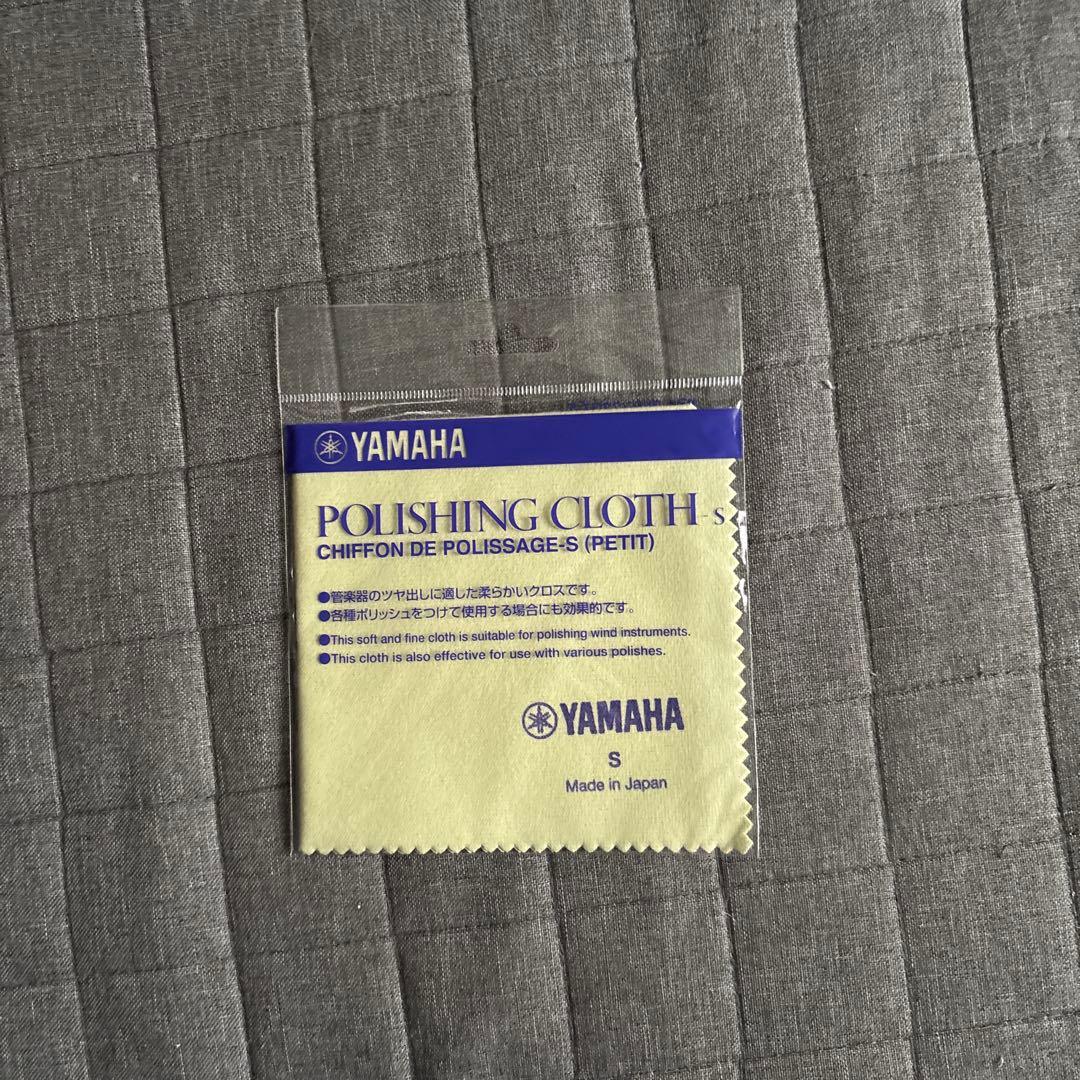 YAMAHA
POLISHING CLOTH-S
CHIFFON DE POLISSAGE-S (PETIT)
●管楽器のツヤ出しに適した柔らかいクロスです。
●各種ポリッシュをつけて使用する場合にも効果的です。
●This soft and fine cloth is suitable for polishing wind instruments.
●This cloth is also effective for use with various polishes.
YAMAHA
S
Made in Japan